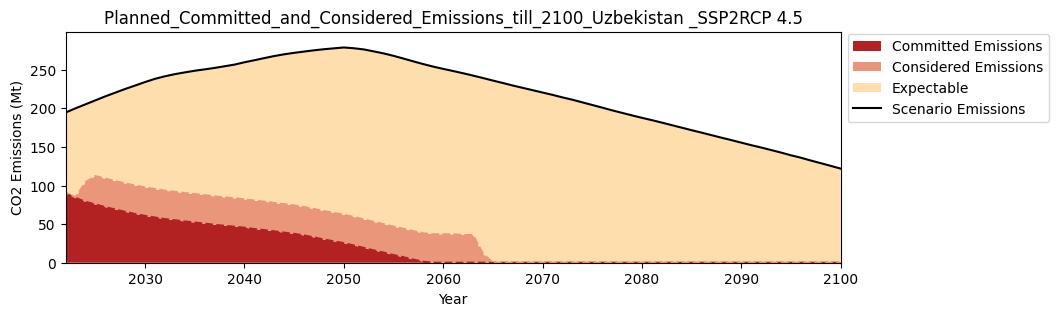 Planned_Committed_and_Considered_Emissions_till_2100_Uzbekistan _SSP2RCP 4.5
Committed Emissions
Considered Emissions
Expectable
Scenario Emissions
CO2 Emissions (Mt)
250
200
150
100
50
0
2030 2040 2050 2060 2070 2080 2090 2100
Year